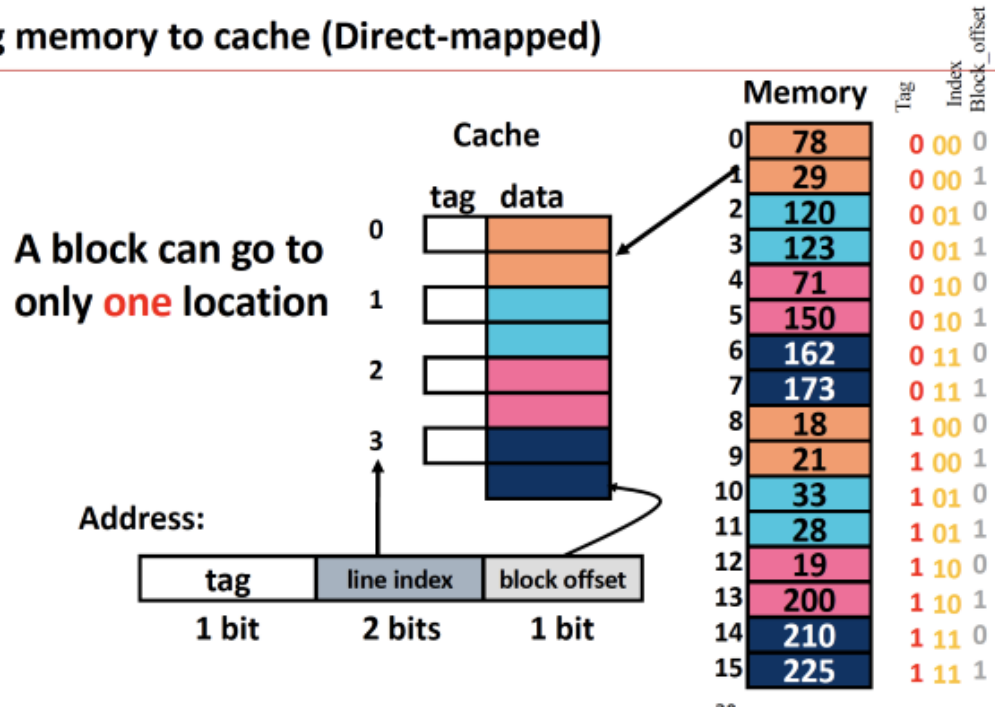 g memory to cache (Direct-mapped)
Tag Index Block_offset
Memory
Cache
tag data
A block can go to
only one location
0
1
2
3
0 78 0 00 0
1 29 0 00 1
2 120 0 01 0
3 123 0 01 1
4 71 0 10 0
5 150 0 10 1
6 162 0 11 0
7 173 0 11 1
8 18 1 00 0
9 21 1 00 1
10 33 1 01 0
11 28 1 01 1
12 19 1 10 0
13 200 1 10 1
14 210 1 11 0
15 225 1 11 1
Address:
tag line index block offset
1 bit 2 bits 1 bit